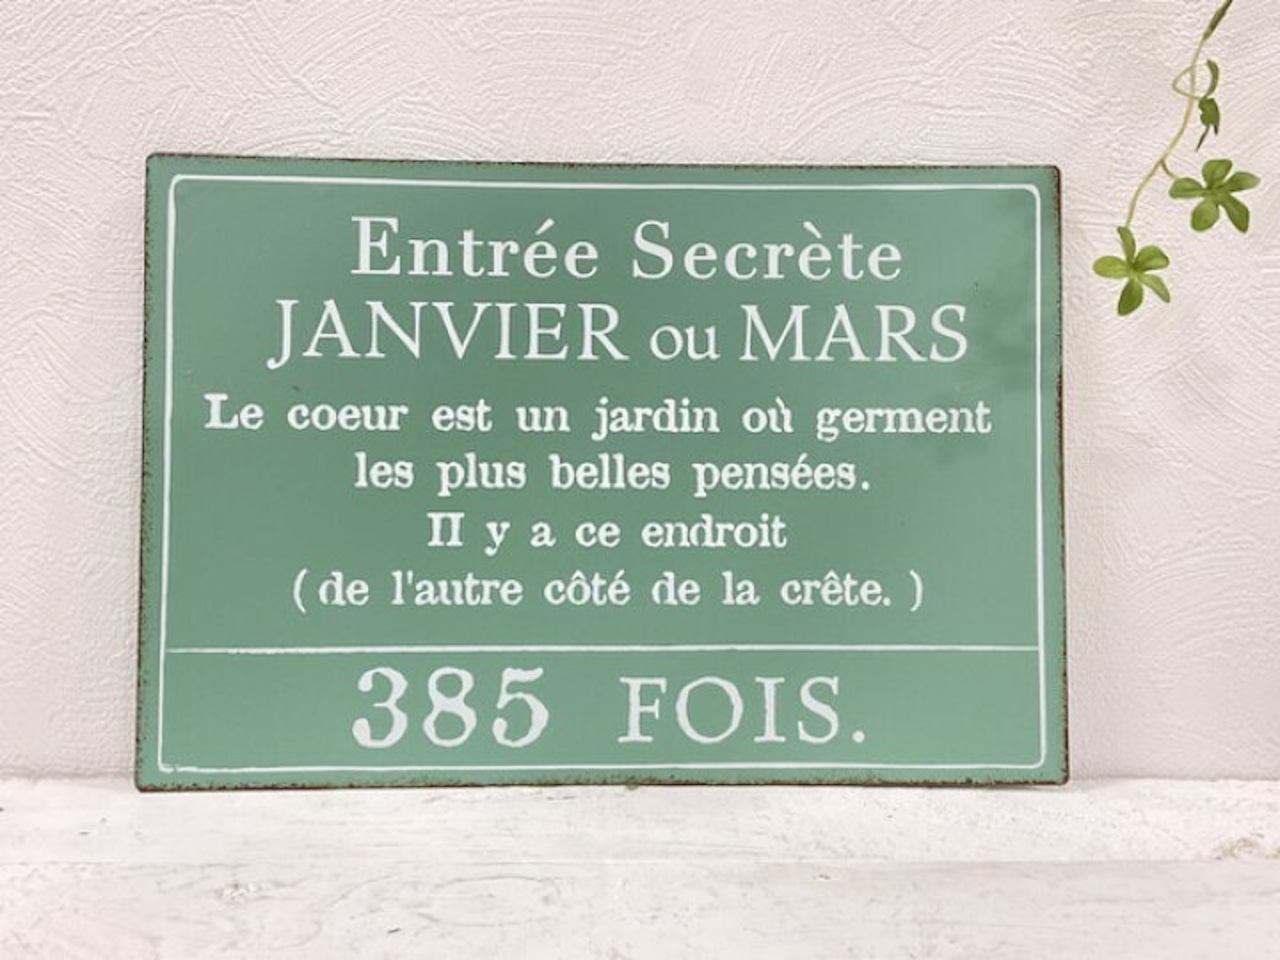 Entrée Secrète
JANVIER ou MARS
Le coeur est un jardin où germent
les plus belles pensées.
Il y a ce endroit
(de l'autre côté de la crête.)
385 FOIS.